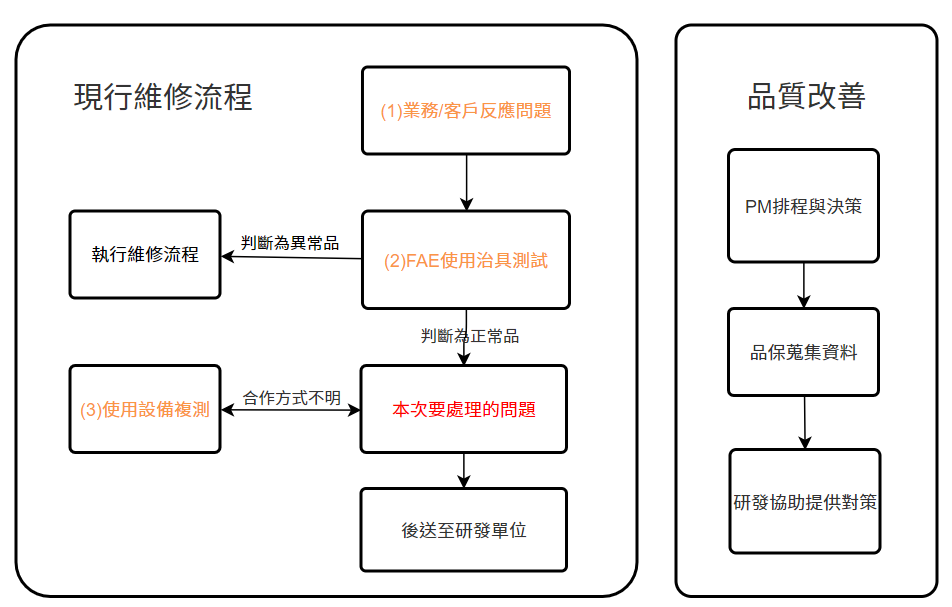 現行維修流程
(1)業務/客戶反應問題
執行維修流程
判斷為異常品
(2)FAE使用治具測試
判斷為正常品
(3)使用設備複測
合作方式不明
本次要處理的問題
後送至研發單位
品質改善
PM排程與決策
品保蒐集資料
研發協助提供對策